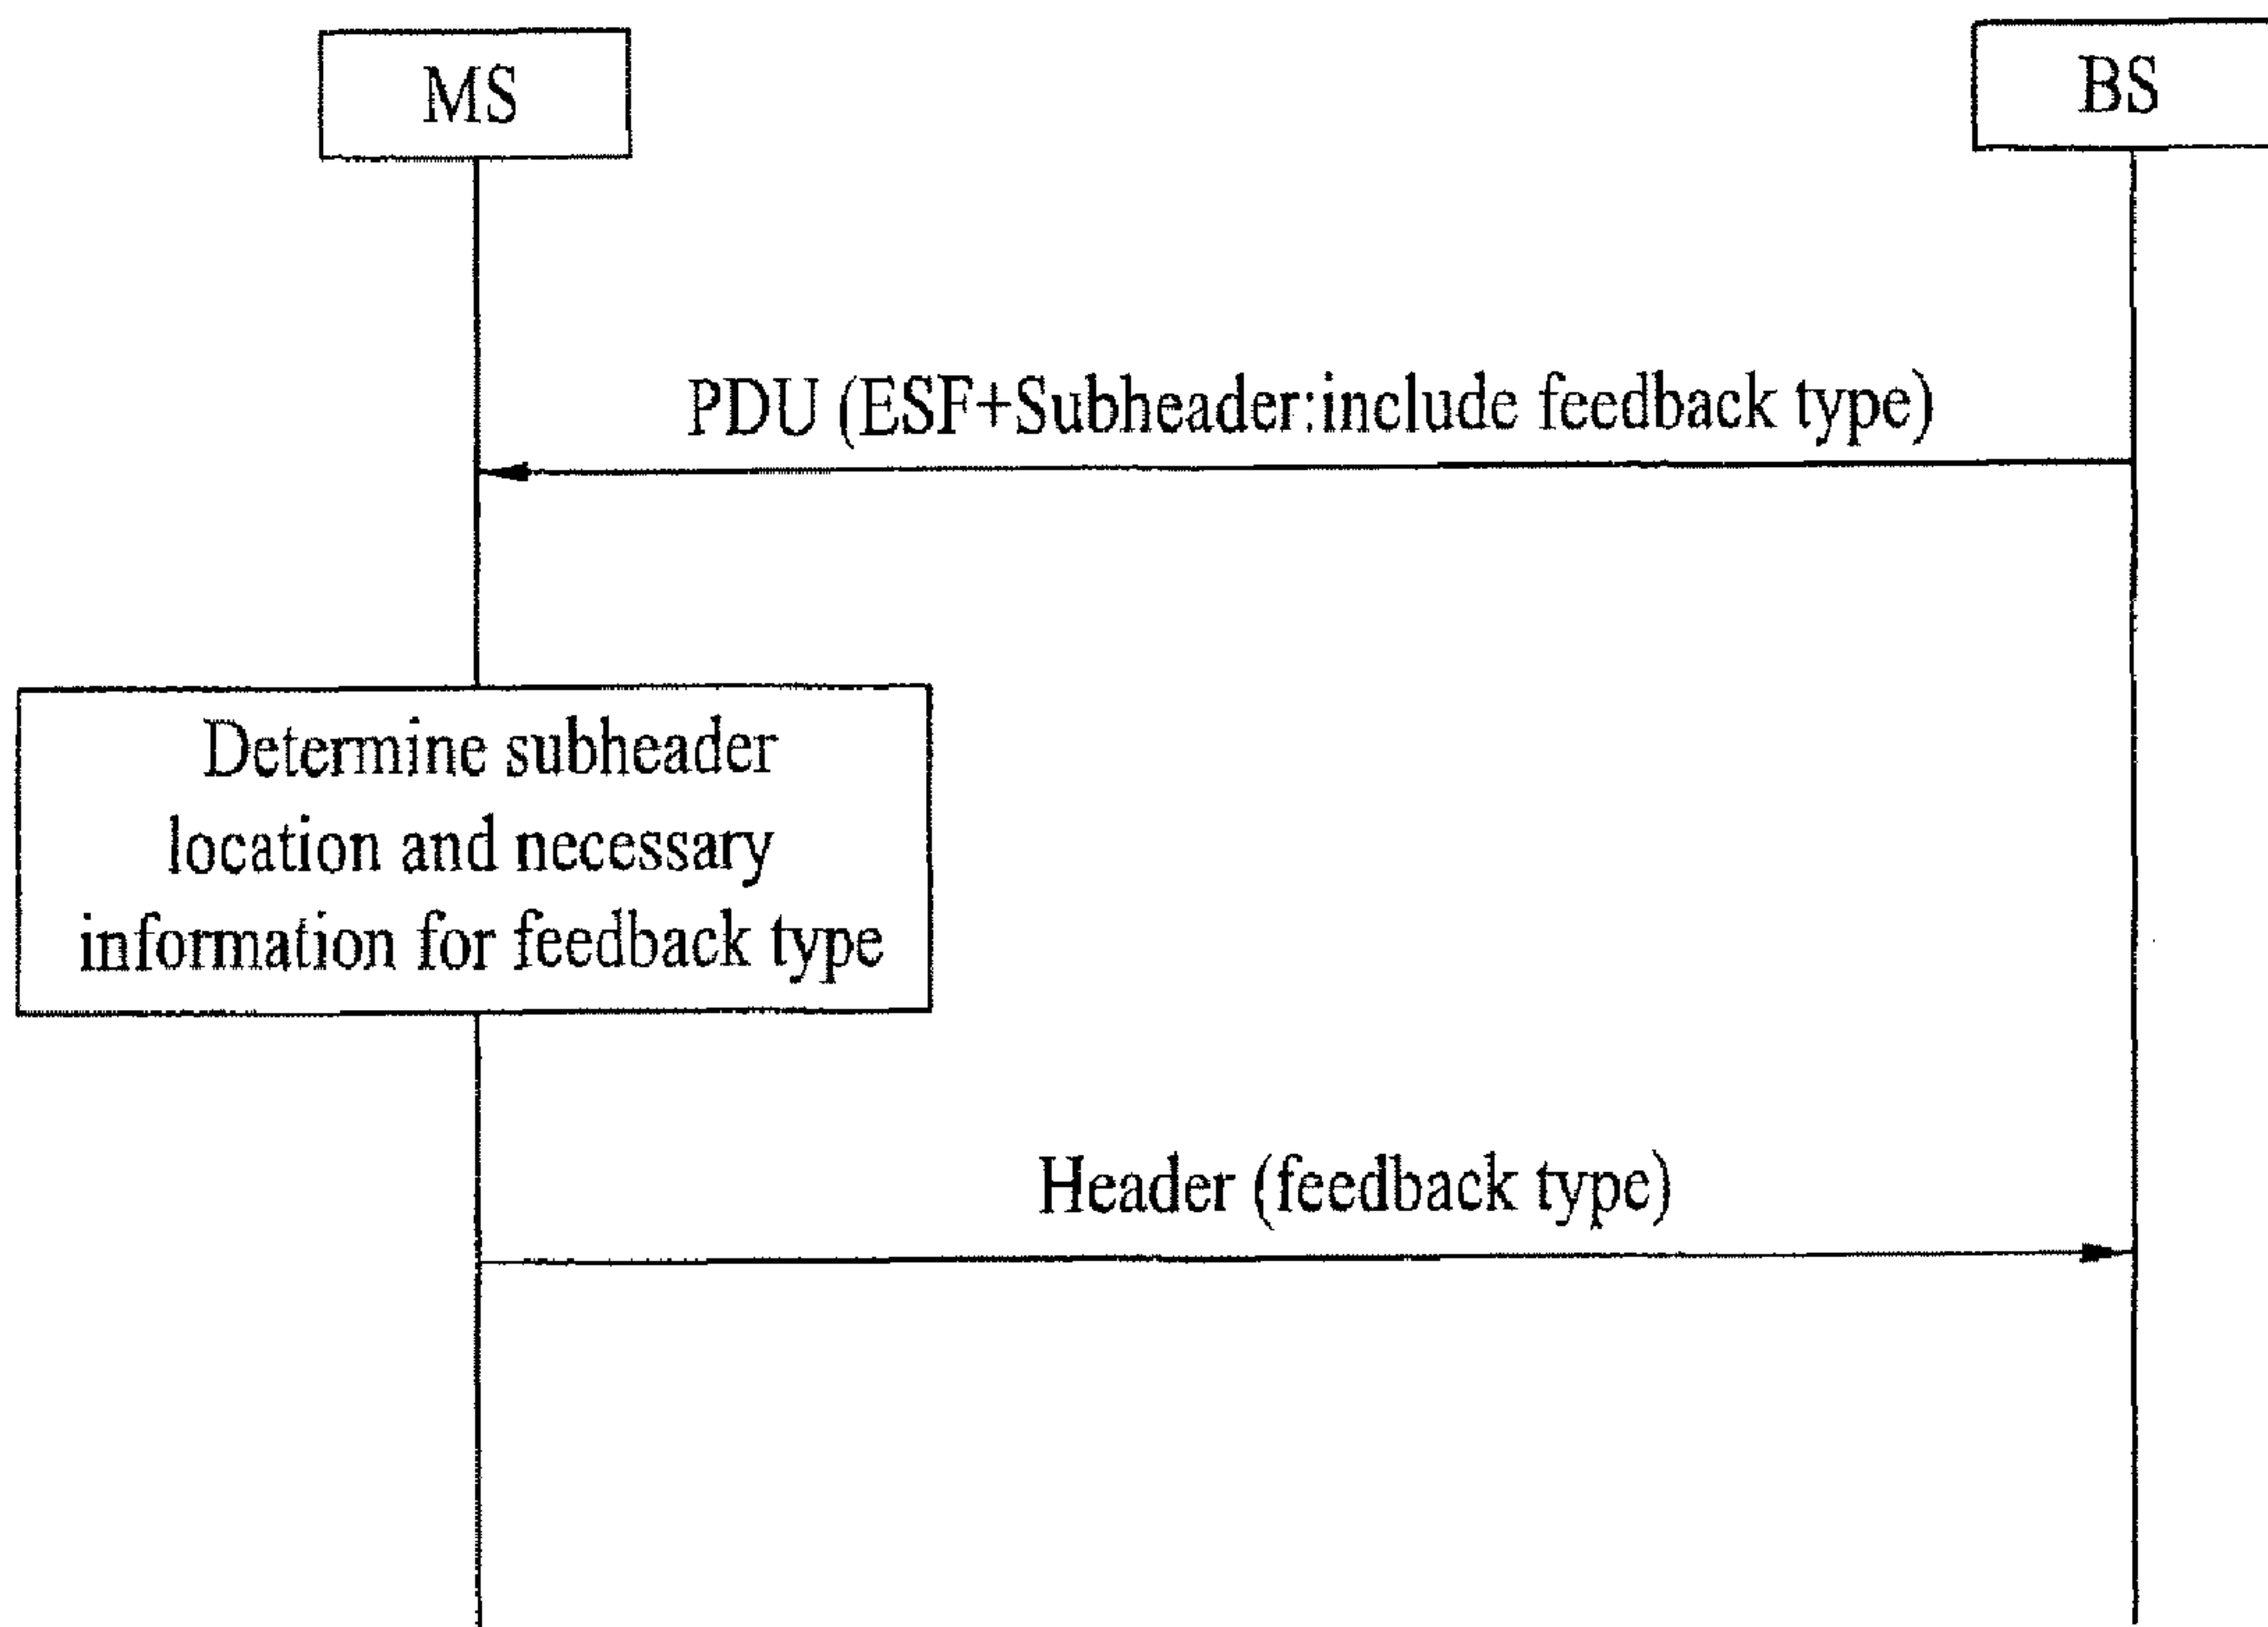 MS
BS
PDU (ESF+Subheader:include feedback type)
Determine subheader
location and necessary
information for feedback type
Header (feedback type)